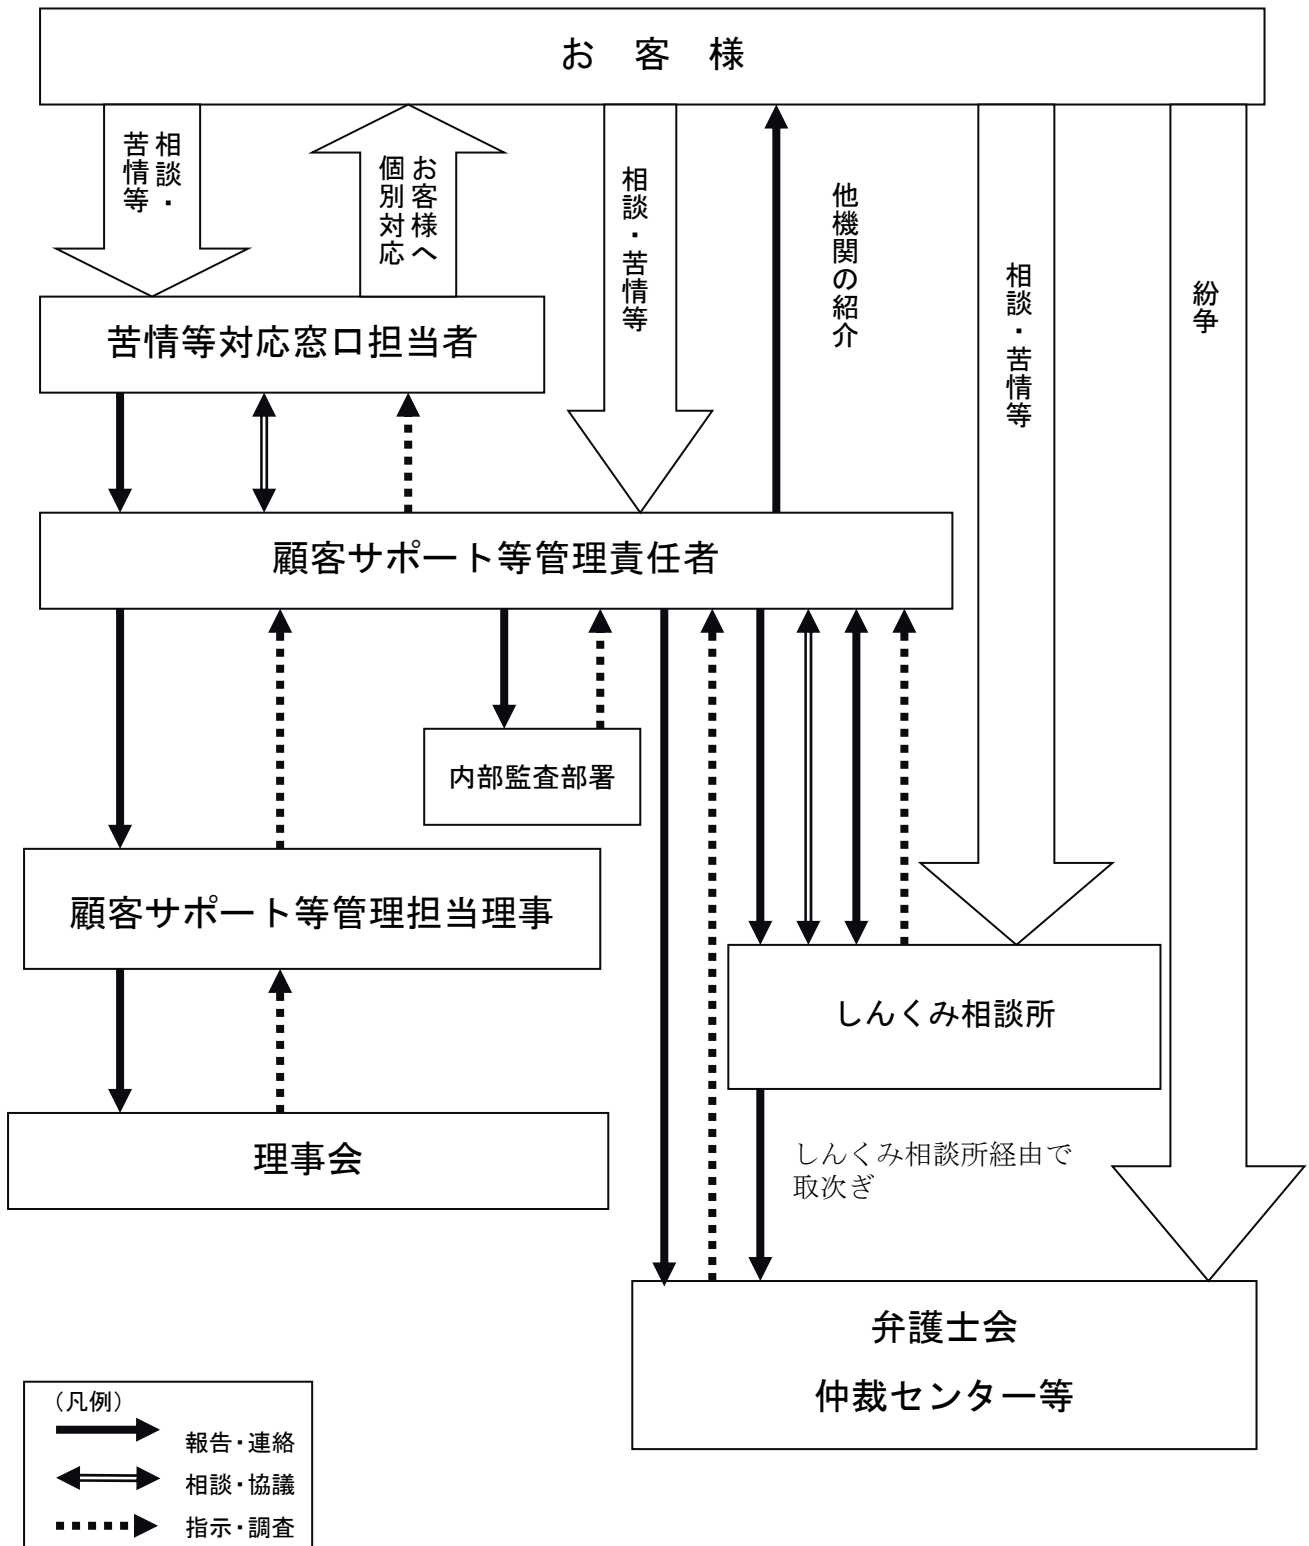 お　客　様
相談・
苦情等
お客様へ
個別対応
相談・苦情等
他機関の紹介
相談・苦情等
紛争
苦情等対応窓口担当者
顧客サポート等管理責任者
内部監査部署
顧客サポート等管理担当理事
しんくみ相談所
理事会
しんくみ相談所経由で
取次ぎ
弁護士会
仲裁センター等
（凡例）
報告・連絡
相談・協議
指示・調査